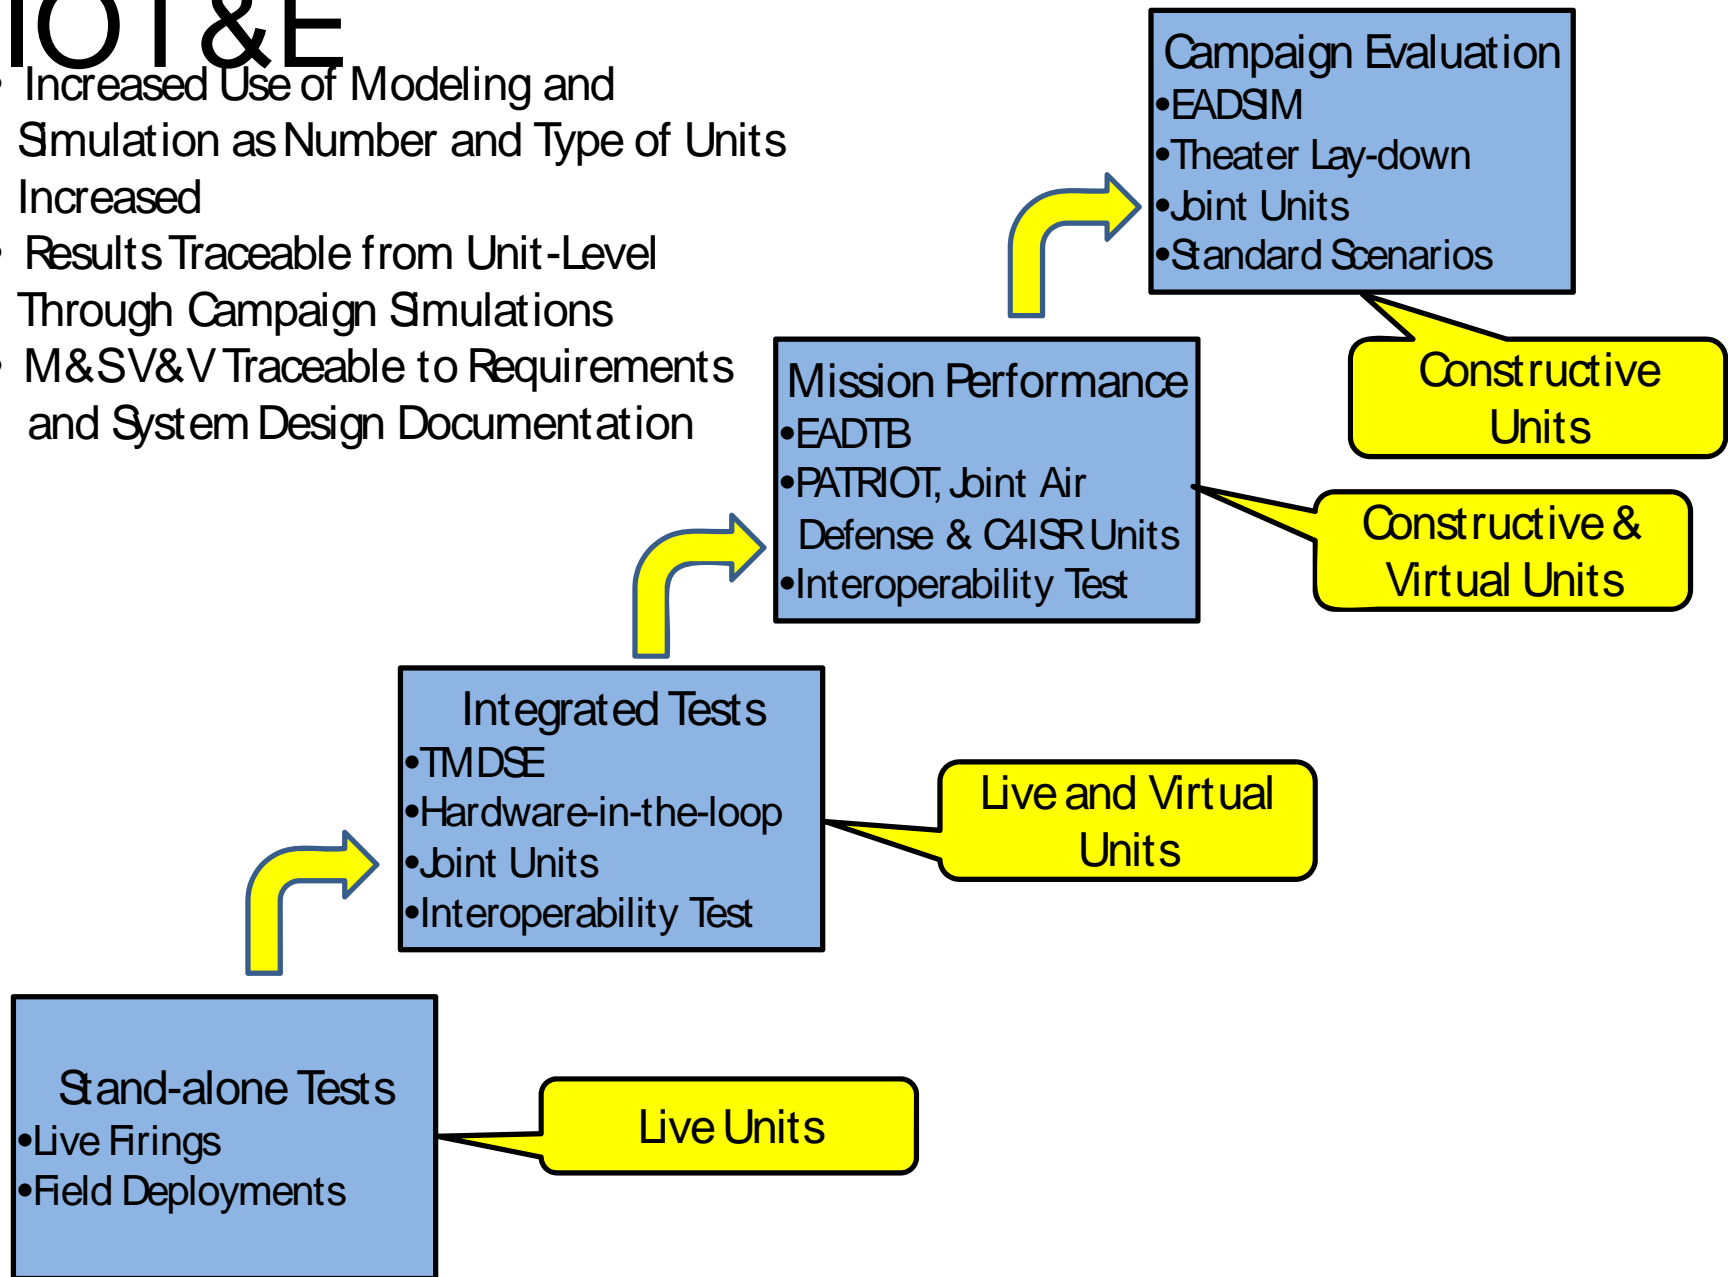 IOT&E
• Increased Use of Modeling and
Simulation as Number and Type of Units
Increased
• Results Traceable from Unit-Level
Through Campaign Simulations
• M&S V&V Traceable to Requirements
and System Design Documentation
Campaign Evaluation
•EADSIM
•Theater Lay-down
•Joint Units
•Standard Scenarios
Constructive
Units
Mission Performance
•EADTB
•PATRIOT, Joint Air
Defense & C4ISR Units
•Interoperability Test
Constructive &
Virtual Units
Integrated Tests
•TMDSE
•Hardware-in-the-loop
•Joint Units
•Interoperability Test
Live and Virtual
Units
Stand-alone Tests
•Live Firings
•Field Deployments
Live Units